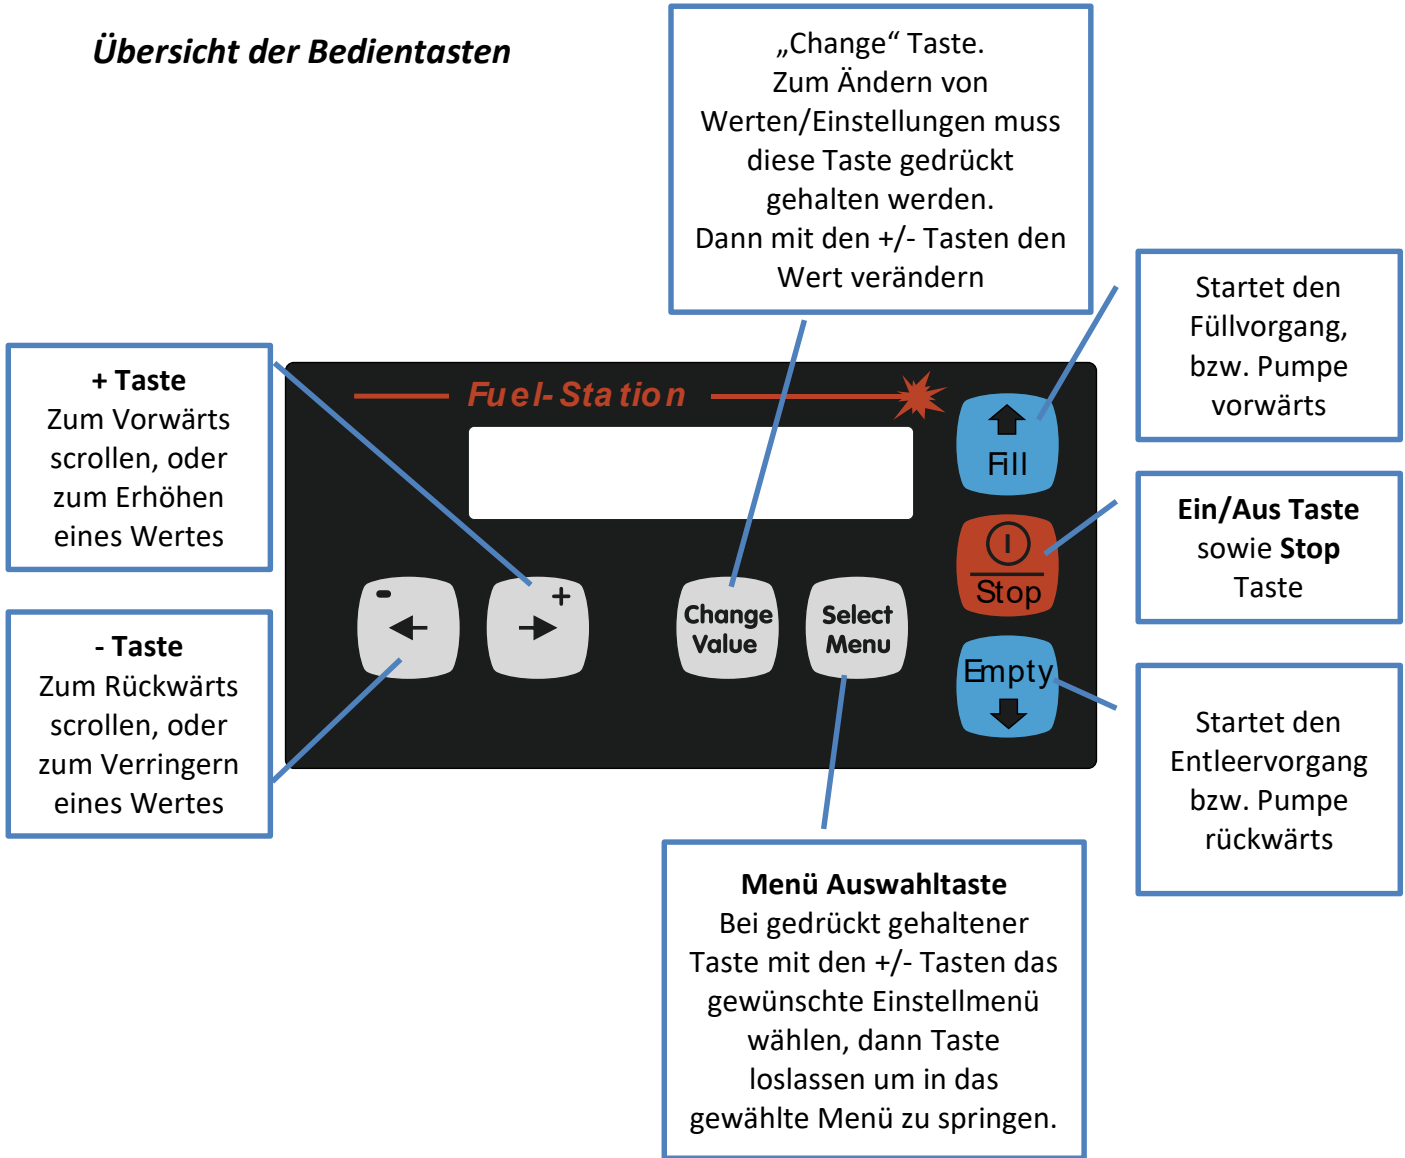 Übersicht der Bedientasten
„Change“ Taste.
Zum Ändern von
Werten/Einstellungen muss
diese Taste gedrückt
gehalten werden.
Dann mit den +/- Tasten den
Wert verändern
Startet den
Füllvorgang,
bzw. Pumpe
vorwärts
+ Taste
Zum Vorwärts
scrollen, oder
zum Erhöhen
eines Wertes
Fuel-Station
Fill
Ein/Aus Taste
sowie Stop
Taste
Stop
-
+
Change
Value
Select
Menu
- Taste
Zum Rückwärts
scrollen, oder
zum Verringern
eines Wertes
Empty
Startet den
Entleervorgang
bzw. Pumpe
rückwärts
Menü Auswahltaste
Bei gedrückt gehaltener
Taste mit den +/- Tasten das
gewünschte Einstellmenü
wählen, dann Taste
loslassen um in das
gewählte Menü zu springen.